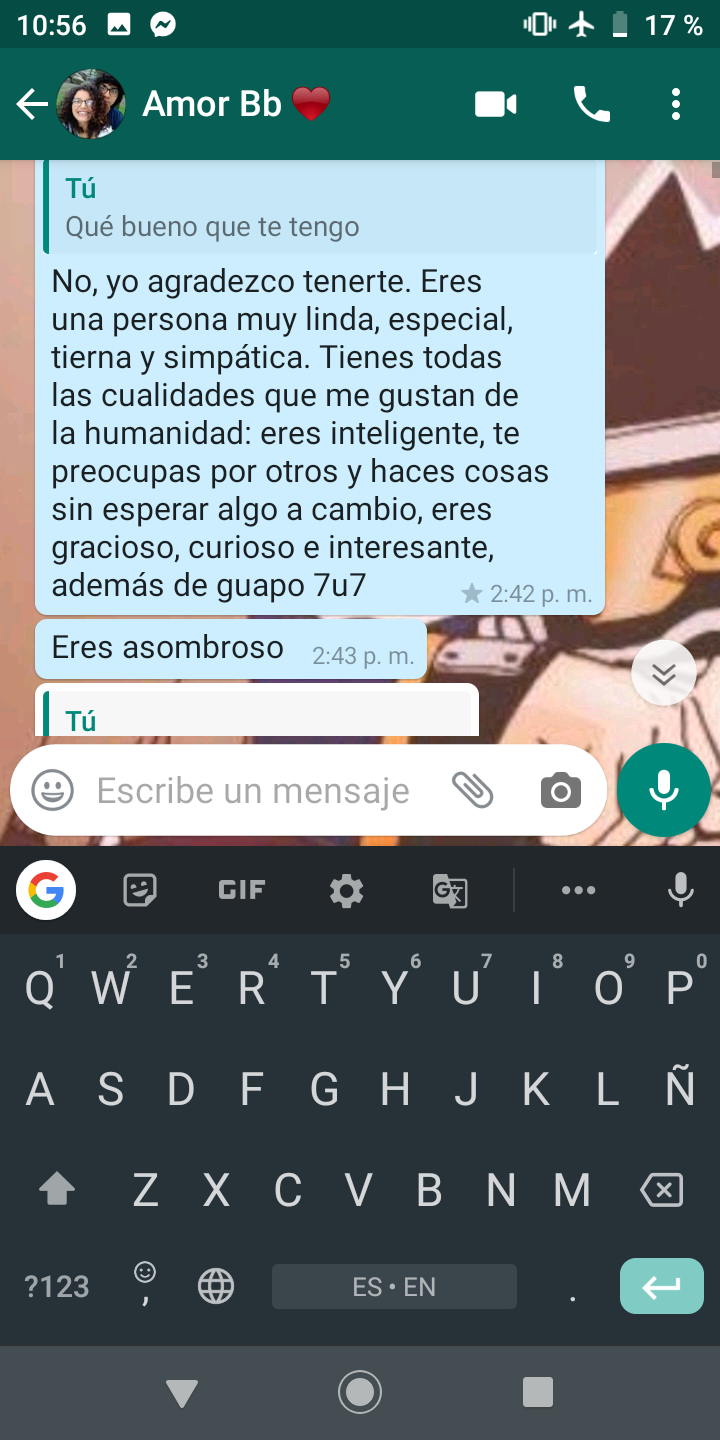 10:56 17 %
Amor Bb
Tú
Qué bueno que te tengo
No, yo agradezco tenerte. Eres
una persona muy linda, especial,
tierna y simpática. Tienes todas
las cualidades que me gustan de
la humanidad: eres inteligente, te
preocupas por otros y haces cosas
sin esperar algo a cambio, eres
gracioso, curioso e interesante,
además de guapo 7u7
2:42 p. m.
Eres asombroso 2:43 p. m.
Tú
Escribe un mensaje
G GIF G
1 2 3 4 5 6 7 8 9 0
Q W E R T Y U I O P
A S D F G H J K L Ñ
Z X C V B N M
?123 , ES • EN .